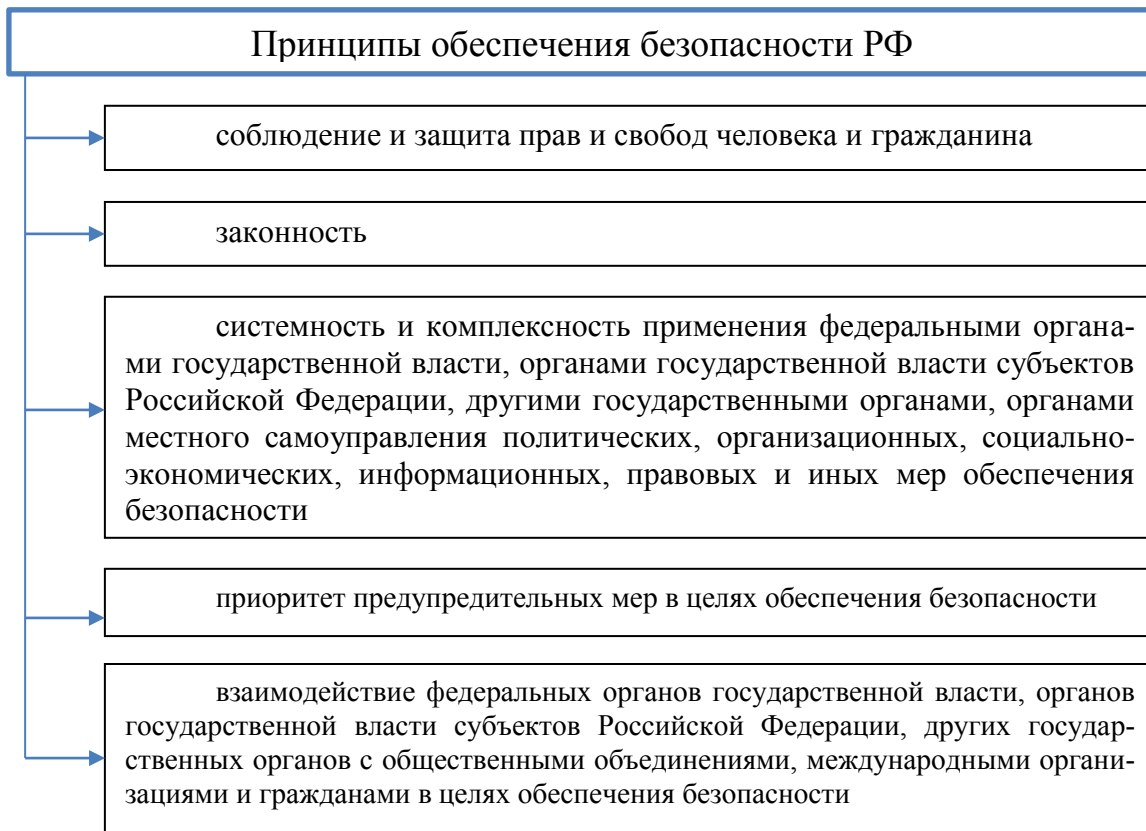 Принципы обеспечения безопасности РФ
соблюдение и защита прав и свобод человека и гражданина
законность
системность и комплексность применения федеральными органа-
ми государственной власти, органами государственной власти субъектов
Российской Федерации, другими государственными органами, органами
местного самоуправления политических, организационных, социально-
экономических, информационных, правовых и иных мер обеспечения
безопасности
приоритет предупредительных мер в целях обеспечения безопасности
взаимодействие федеральных органов государственной власти, органов
государственной власти субъектов Российской Федерации, других государ-
ственных органов с общественными объединениями, международными органи-
зациями и гражданами в целях обеспечения безопасности